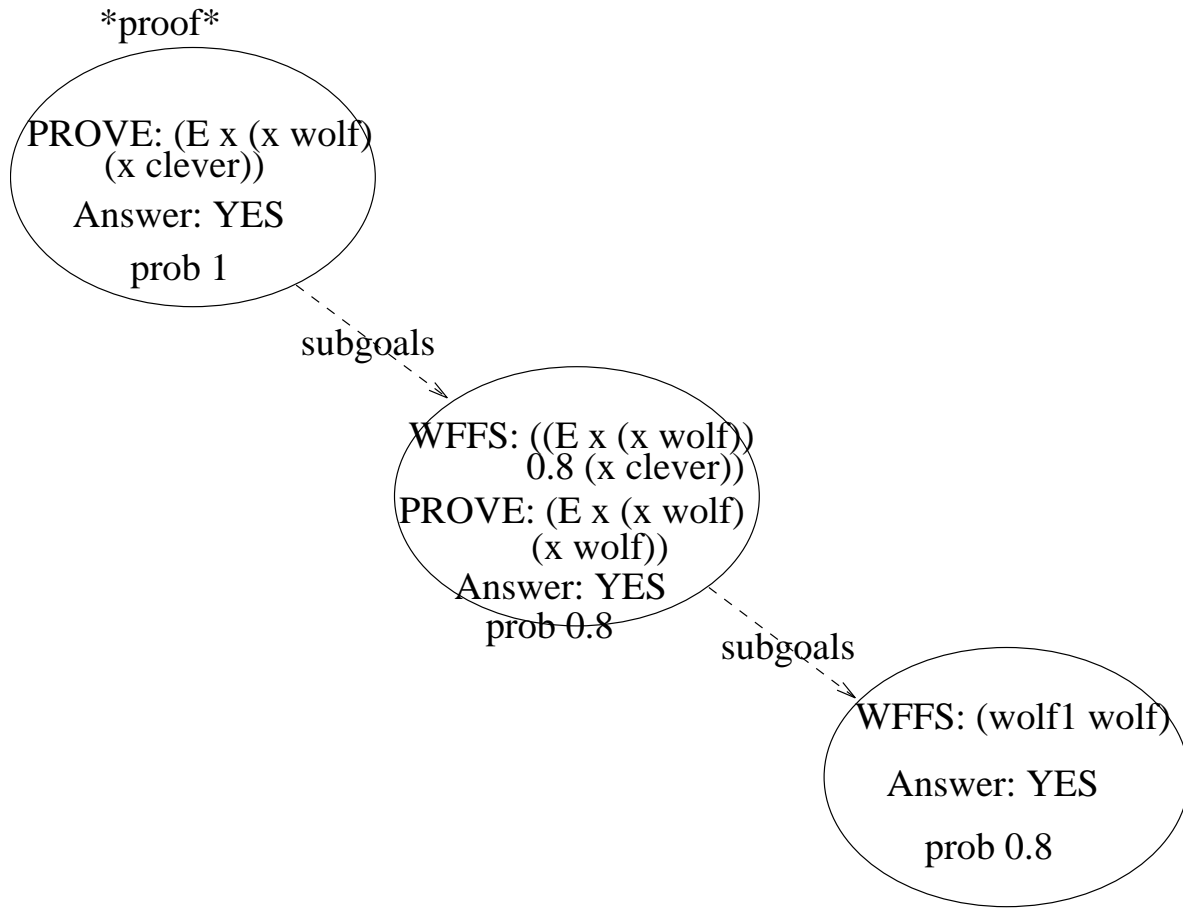 *proof*
PROVE: (E x (x wolf)
(x clever))
Answer: YES
prob 1
subgoals
WFFS: ((E x (x wolf))
0.8 (x clever))
PROVE: (E x (x wolf)
(x wolf))
Answer: YES
prob 0.8
subgoals
WFFS: (wolf1 wolf)
Answer: YES
prob 0.8